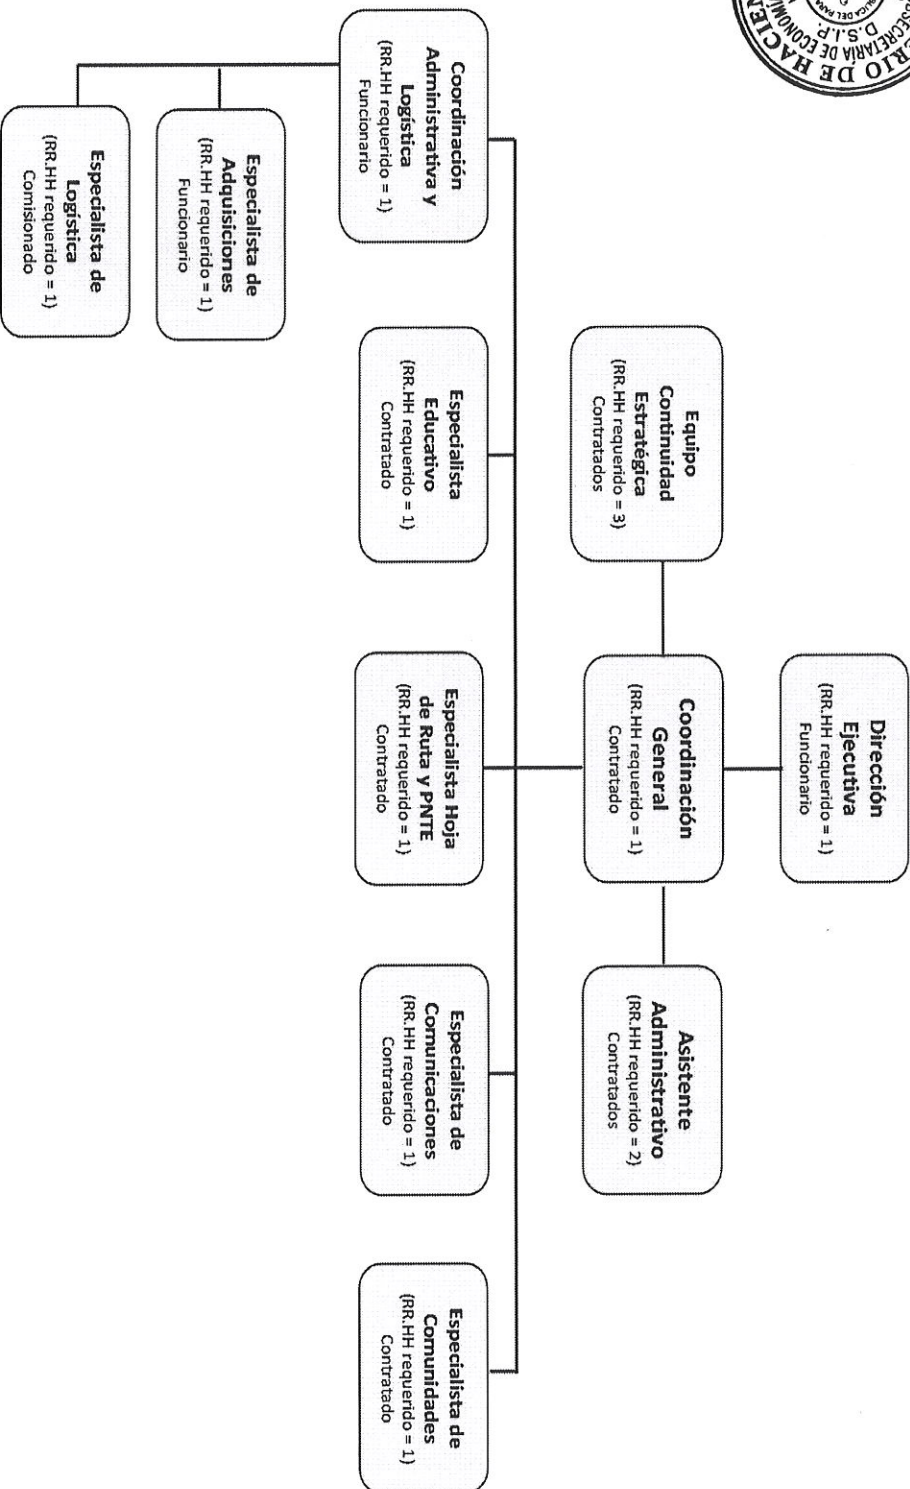 Dirección
Ejecutiva
(RR.HH requerido = 1)
Funcionario
Equipo
Continuidad
Estratégica
(RR.HH requerido = 3)
Contratados
Coordinación
General
(RR.HH requerido = 1)
Contratado
Asistente
Administrativo
(RR.HH requerido = 2)
Contratados
Coordinación
Administrativa y
Logística
(RR.HH requerido = 1)
Funcionario
Especialista
Educativo
(RR.HH requerido = 1)
Contratado
Especialista Hoja
de Ruta y PNTE
(RR.HH requerido = 1)
Contratado
Especialista de
Comunicaciones
(RR.HH requerido = 1)
Contratado
Especialista de
Comunidades
(RR.HH requerido = 1)
Contratado
Especialista de
Adquisiciones
(RR.HH requerido = 1)
Funcionario
Especialista de
Logística
(RR.HH requerido = 1)
Comisionado
DE HACIEN
DE ECONOMÍ
D.S.I.P.